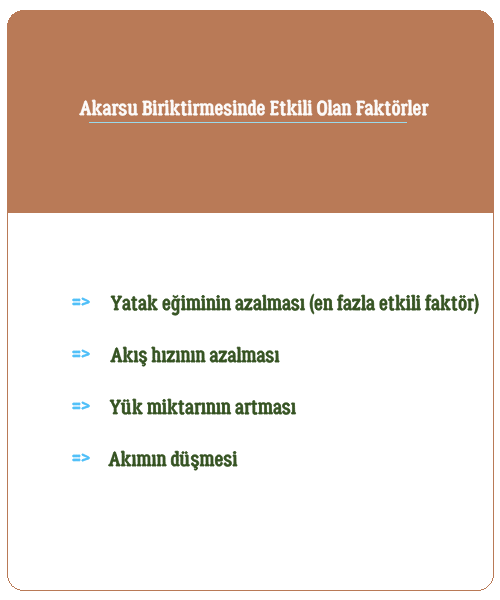 Akarsu Biriktirmesinde Etkili Olan Faktörler
=> Yatak eğiminin azalması (en fazla etkili faktör)
=> Akış hızının azalması
=> Yük miktarının artması
=> Akımın düşmesi